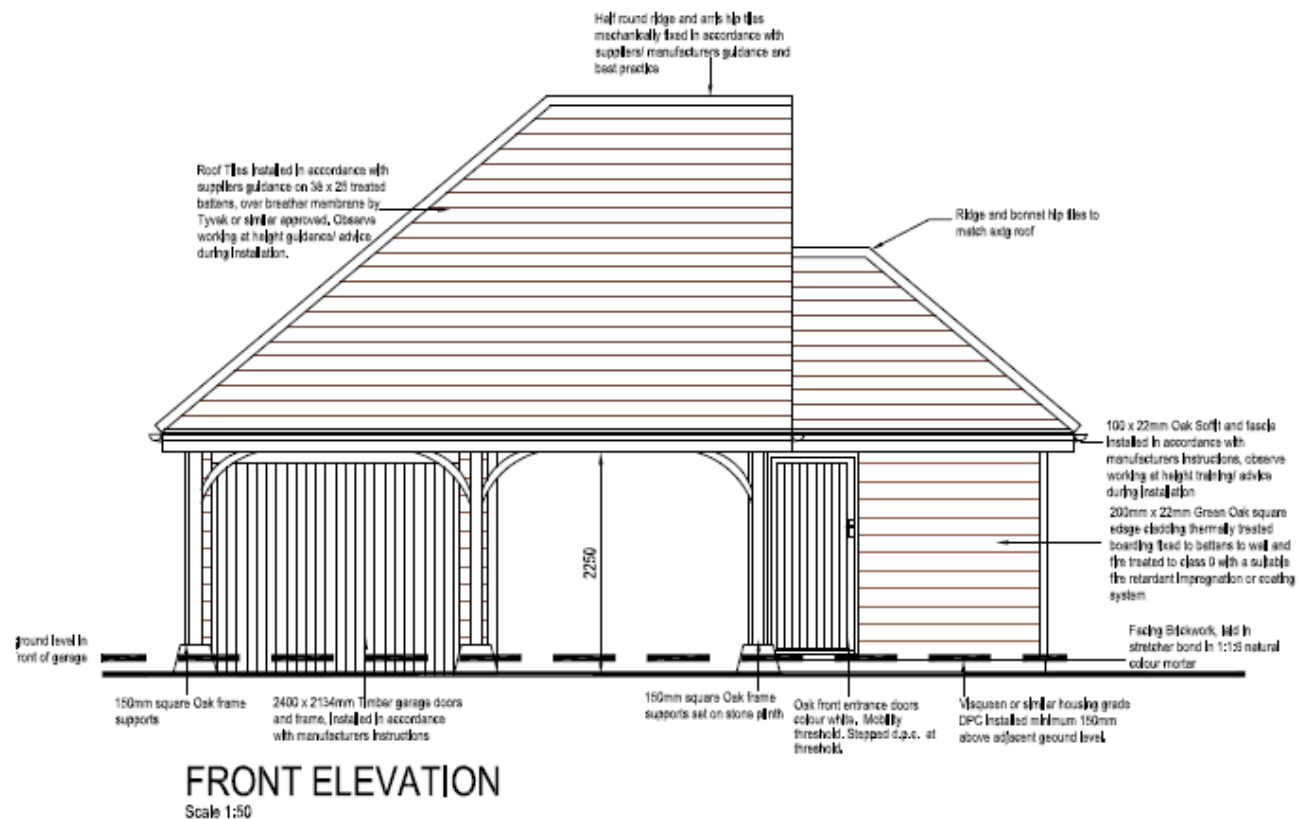 Half round ridge and arris hip tiles
mechanically fixed in accordance with
suppliers/ manufacturers guidance and
best practice
Roof Tiles installed in accordance with
suppliers guidance on 38 x 25 treated
battens, over breather membrane by
Tyvek or similar approved. Observe
working at height guidance/ advice
during installation.
Ridge and bonnet hip tiles to
match extg roof
100 x 22mm Oak Soffit and fascia
installed in accordance with
manufacturers instructions, observe
working at height training/ advice
during installation
200mm x 22mm Green Oak square
edsge cladding thermally treated
boarding fixed to battens to wall and
fire treated to class 0 with a suitable
fire retardant impregnation or coating
system
2250
Facing Brickwork, laid in
stretcher bond in 1:1:6 natural
colour mortar
ground level in
front of garage
150mm square Oak frame
supports
2400 x 2134mm Timber garage doors
and frame, installed in accordance
with manufacturers instructions
150mm square Oak frame
supports set on stone plinth
Oak front entrance doors
colour white, Mobility
threshold. Stepped d.p.c. at
threshold.
Visqueen or similar housing grade
DPC installed minimum 150mm
above adjacent geound level.
FRONT ELEVATION
Scale 1:50